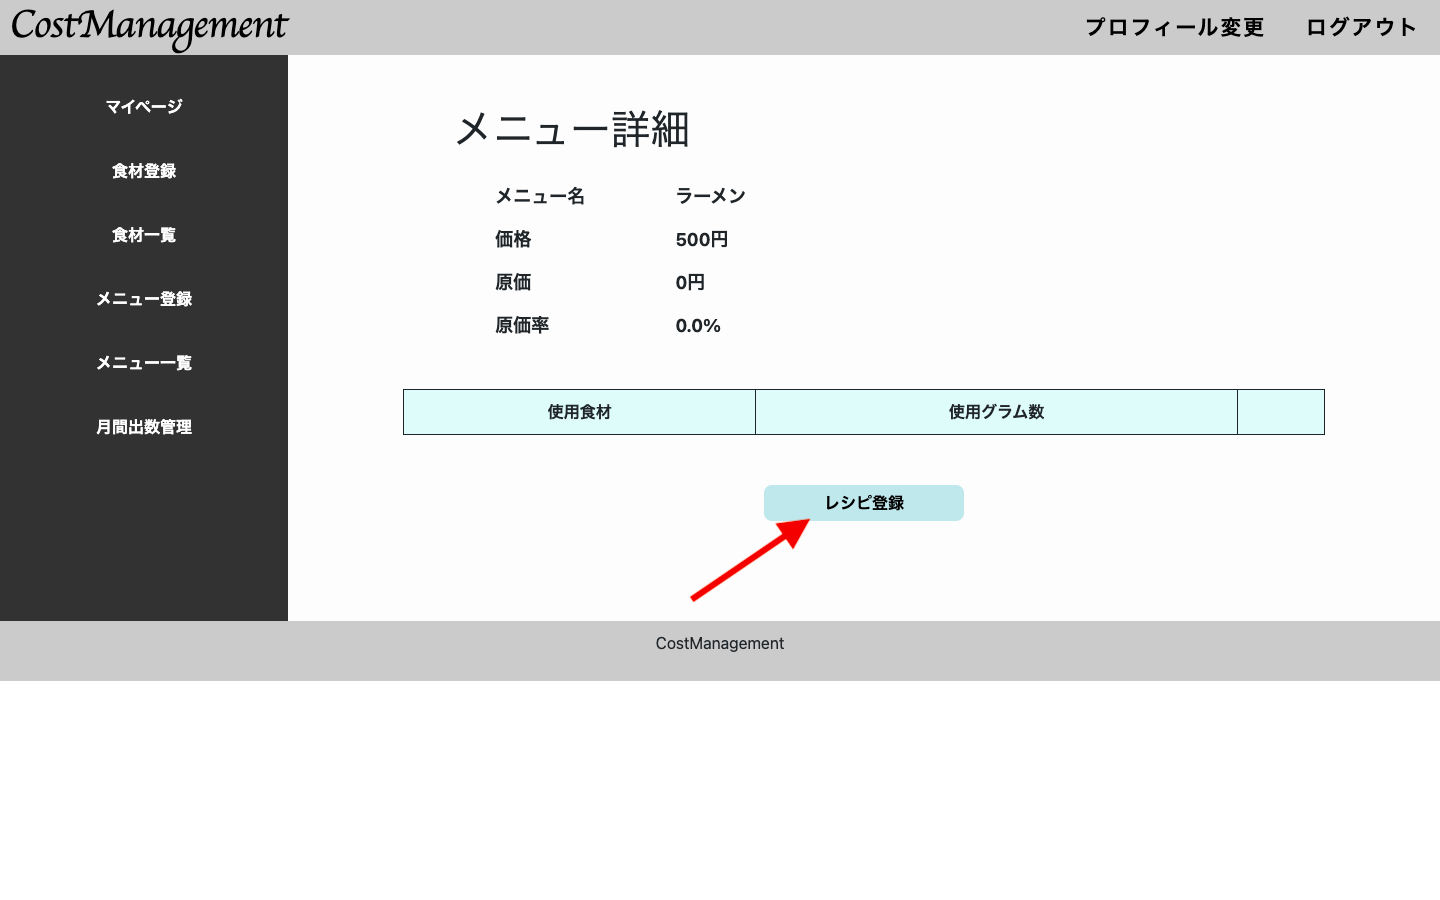 CostManagement
プロフィール変更 ログアウト
マイページ
食材登録
食材一覧
メニュー登録
メニュー一覧
月間出数管理
メニュー詳細
メニュー名 ラーメン
価格 500円
原価 0円
原価率 0.0%
使用食材 使用グラム数
レシピ登録
CostManagement